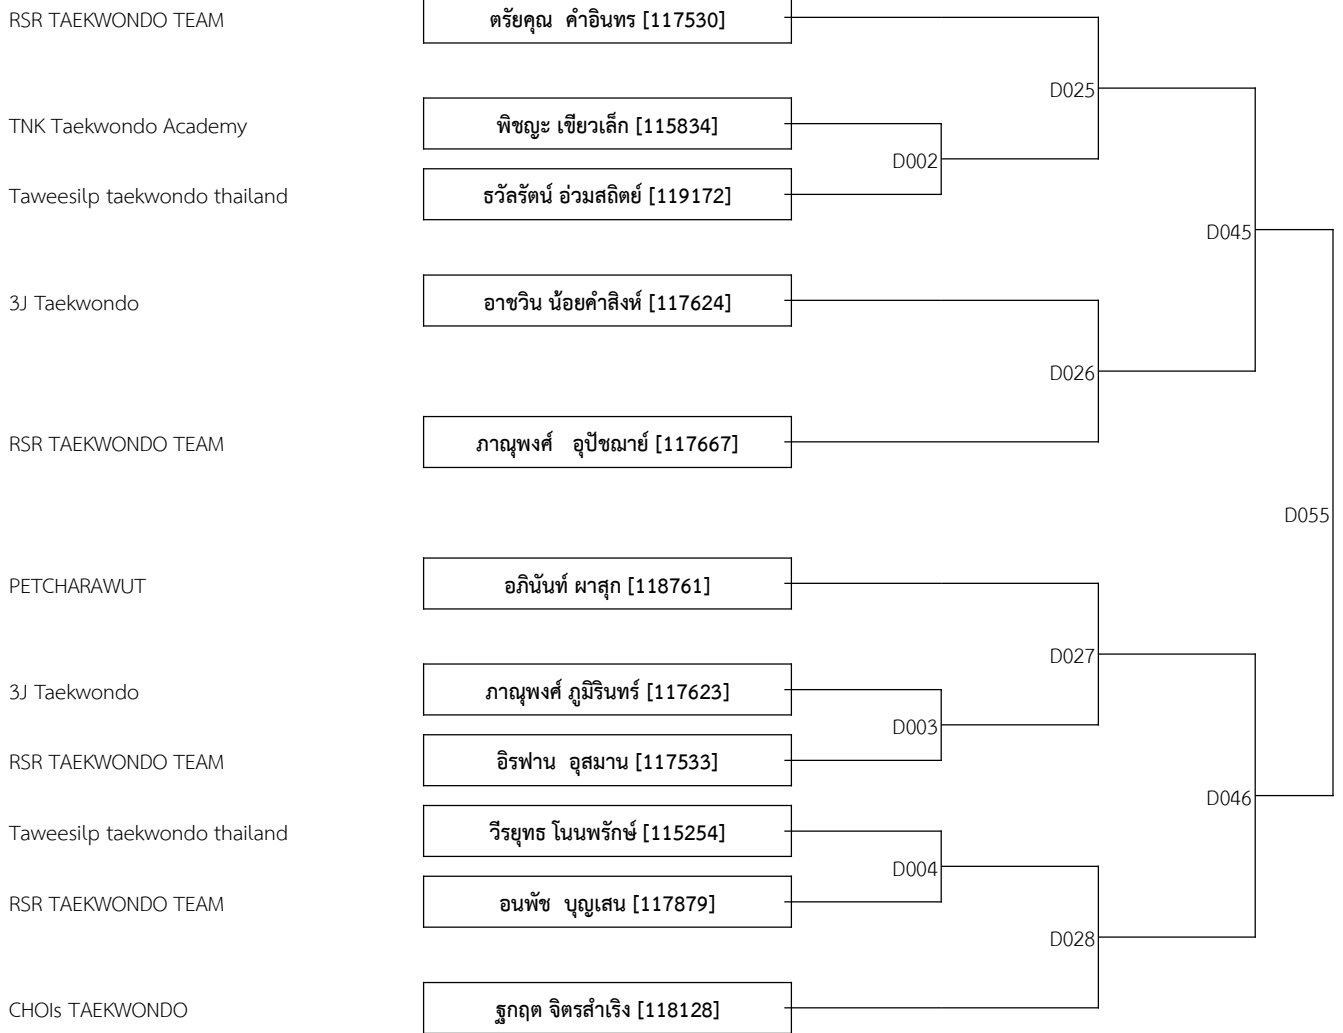 RSR TAEKWONDO TEAM ตรัยคุณ  คำอินทร [117530]
D025
TNK Taekwondo Academy พิชญะ เขียวเล็ก [115834]
D002
Taweesilp taekwondo thailand ธวัลรัตน์ อ่วมสถิตย์ [119172]
D045
3J Taekwondo อาชวิน น้อยคำสิงห์ [117624]
D026
RSR TAEKWONDO TEAM ภาณุพงศ์   อุปัชฌาย์ [117667]
D055
PETCHARAWUT อภินันท์ ผาสุก [118761]
D027
3J Taekwondo ภาณุพงศ์ ภูมิรินทร์ [117623]
D003
RSR TAEKWONDO TEAM อิรฟาน  อุสมาน [117533]
D046
Taweesilp taekwondo thailand วีรยุทธ โนนพรักษ์ [115254]
D004
RSR TAEKWONDO TEAM อนพัช  บุญเสน [117879]
D028
CHOIs TAEKWONDO ฐกฤต จิตรสำเริง [118128]